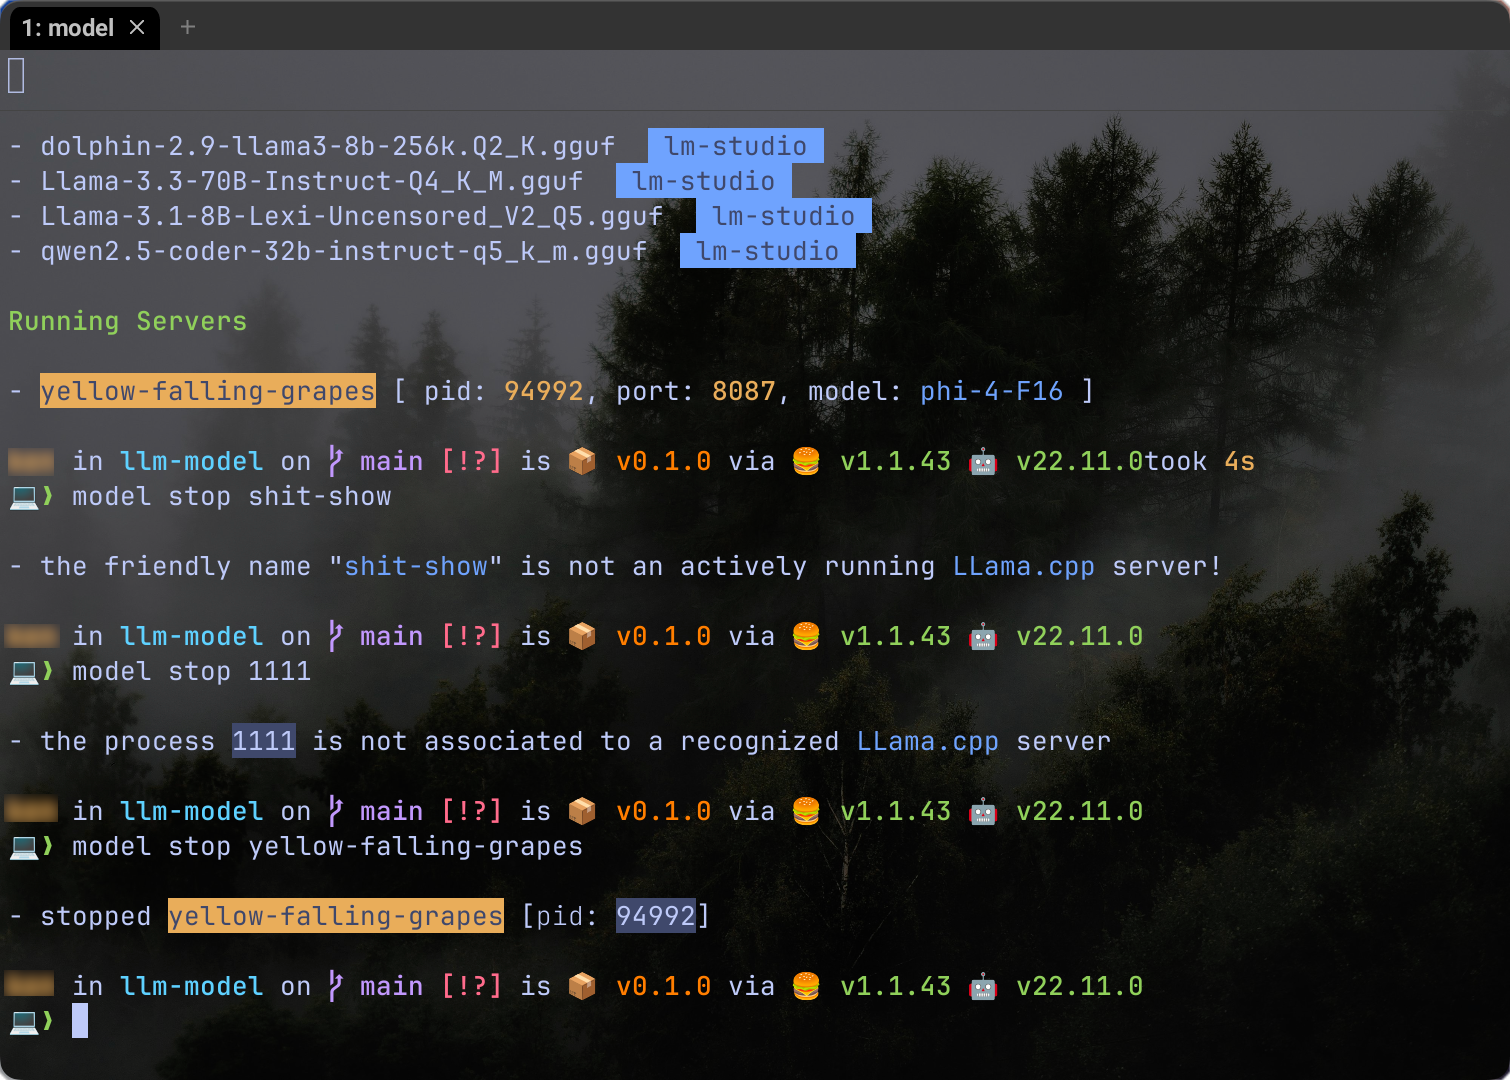 1: model
- dolphin-2.9-llama3-8b-256k.Q2_K.gguf lm-studio
- Llama-3.3-70B-Instruct-Q4_K_M.gguf lm-studio
- Llama-3.1-8B-Lexi-Uncensored_V2_Q5.gguf lm-studio
- qwen2.5-coder-32b-instruct-q5_k_m.gguf lm-studio
Running Servers
- yellow-falling-grapes [ pid: 94992, port: 8087, model: phi-4-F16 ]
in llm-model on main [!?] is 📦 v0.1.0 via 🍔 v1.1.43 🤖 v22.11.0took 4s
💻❯ model stop shit-show
- the friendly name "shit-show" is not an actively running LLama.cpp server!
in llm-model on main [!?] is 📦 v0.1.0 via 🍔 v1.1.43 🤖 v22.11.0
💻❯ model stop 1111
- the process 1111 is not associated to a recognized LLama.cpp server
in llm-model on main [!?] is 📦 v0.1.0 via 🍔 v1.1.43 🤖 v22.11.0
💻❯ model stop yellow-falling-grapes
- stopped yellow-falling-grapes [pid: 94992]
in llm-model on main [!?] is 📦 v0.1.0 via 🍔 v1.1.43 🤖 v22.11.0
💻❯